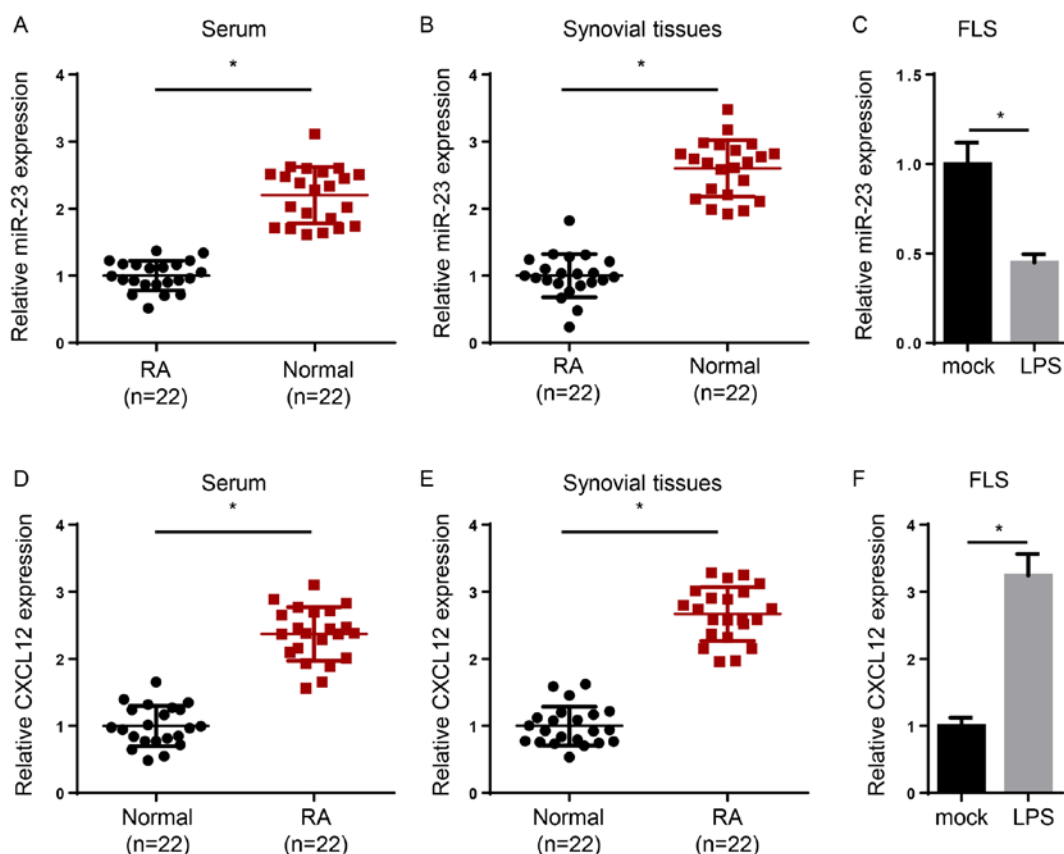 A
Serum
*
Relative miR-23 expression
4
3
2
1
0
RA
(n=22)
Normal
(n=22)
B
Synovial tissues
*
Relative miR-23 expression
4
3
2
1
0
RA
(n=22)
Normal
(n=22)
C
FLS
*
Relative miR-23 expression
1.5
1.0
0.5
0.0
mock
LPS
D
Serum
*
Relative CXCL12 expression
4
3
2
1
0
Normal
(n=22)
RA
(n=22)
E
Synovial tissues
*
Relative CXCL12 expression
4
3
2
1
0
Normal
(n=22)
RA
(n=22)
F
FLS
*
Relative CXCL12 expression
4
3
2
1
0
mock
LPS